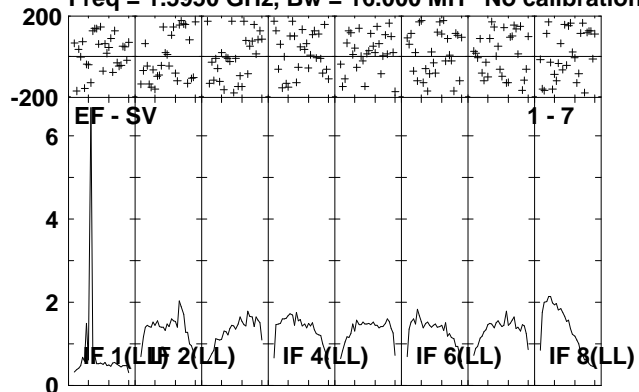 Freq = 1.5950 GHz, Bw = 16.000 MH No calibration
200
-200
EF - SV 1 - 7
6
4
2
0
IF 1(LL) IF 2(LL) IF 4(LL) IF 6(LL) IF 8(LL)